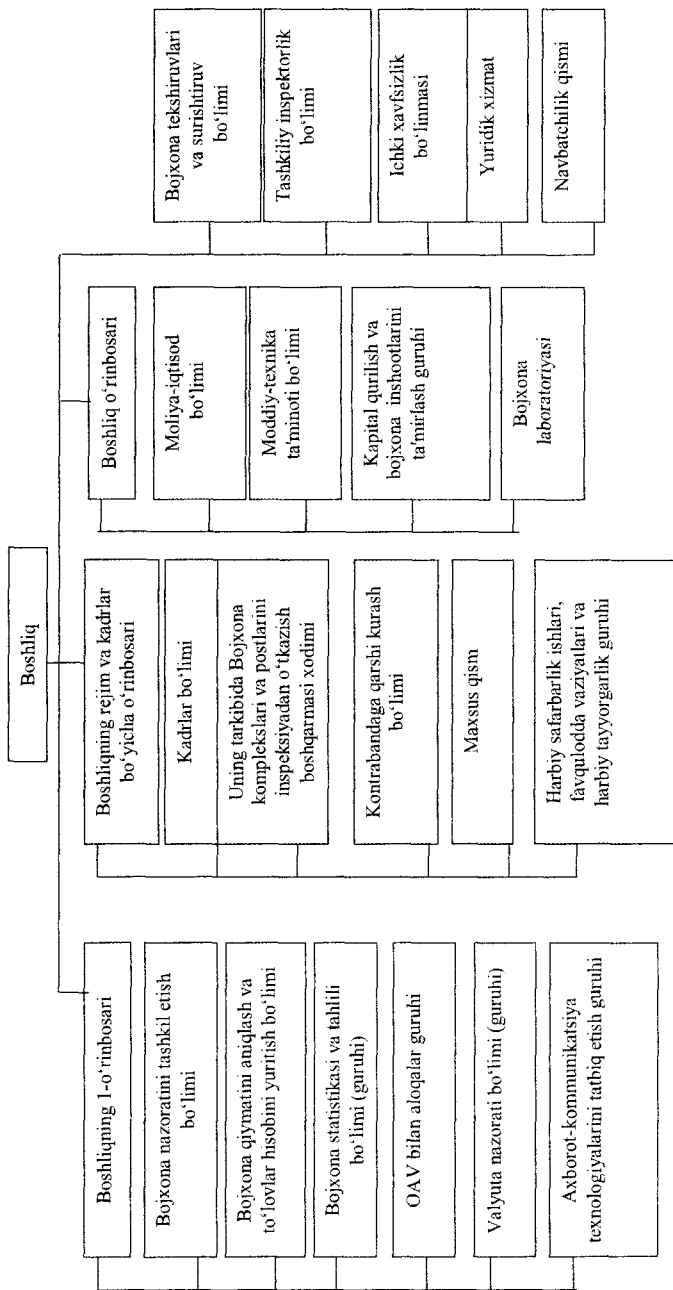 Boshliq
Boshliqning 1-o‘rinbosari
Bojxona nazoratini tashkil etish
bo‘limi
Bojxona qiymatini aniqlash va
to‘lovlar hisobini yuritish bo‘limi
Bojxona statistikasi va tahlili
bo‘limi (guruhi)
OAV bilan aloqalar guruhi
Valyuta nazorati bo‘limi (guruhi)
Axborot-kommunikatsiya
texnologiyalarini tatbiq etish guruhi
Boshliqning rejim va kadrlar
bo‘yicha o‘rinbosari
Kadrlar bo‘limi
Uning tarkibida Bojxona
komplekslari va postlarini
inspeksiyadan o‘tkazish
boshqarmasi xodimi
Kontrabandaga qarshi kurash
bo‘limi
Maxsus qism
Harbiy safarbarlik ishlari,
favqulodda vaziyatlari va
harbiy tayyorgarlik guruhi
Boshliq o‘rinbosari
Moliya-iqtisod
bo‘limi
Moddiy-texnika
ta'minoti bo‘limi
Kapital qurilish va
bojxona inshootlarini
ta'mirlash guruhi
Bojxona
laboratoriyasi
Bojxona tekshiruvlari
va surishtiruv
bo‘limi
Tashkiliy inspektorlik
bo‘limi
Ichki xavfsizlik
bo‘linmasi
Yuridik xizmat
Navbatchilik qismi